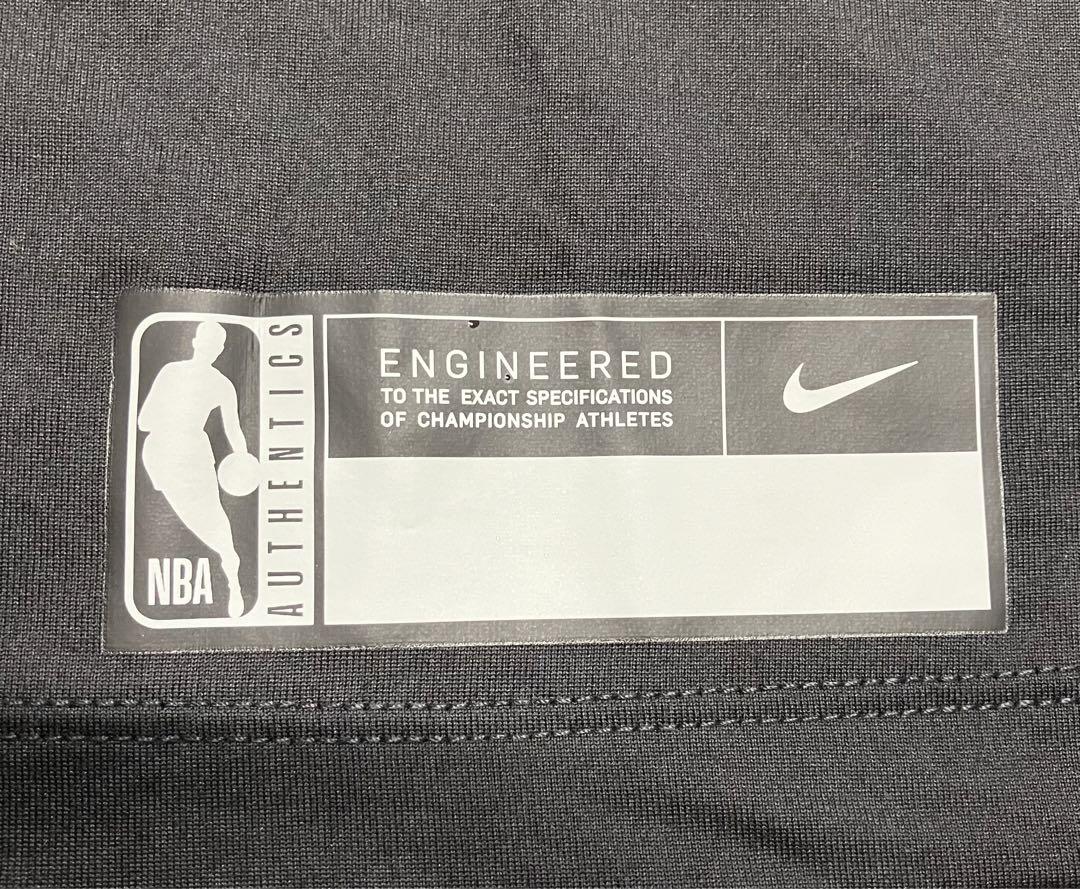 NBA
AUTHENTICS
ENGINEERED
TO THE EXACT SPECIFICATIONS
OF CHAMPIONSHIP ATHLETES